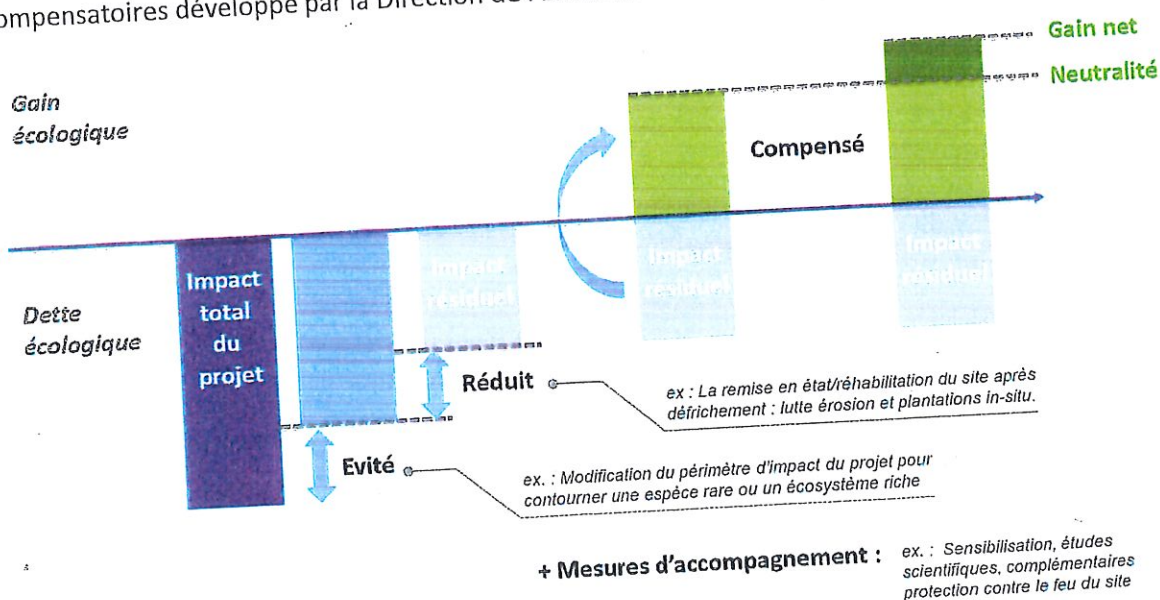 compensatoires développé par la Direction de
Gain net
Neutralité
Gain
écologique
Compensé
Impact
total
du
projet
Impact
résiduel
Impact
résiduel
Impact
résiduel
Dette
écologique
Réduit
ex : La remise en état/réhabilitation du site après
défrichement : lutte érosion et plantations in-situ.
Evité
ex. : Modification du périmètre d'impact du projet pour
contourner une espèce rare ou un écosystème riche
+ Mesures d'accompagnement :
ex. : Sensibilisation, études
scientifiques, complémentaires
protection contre le feu du site